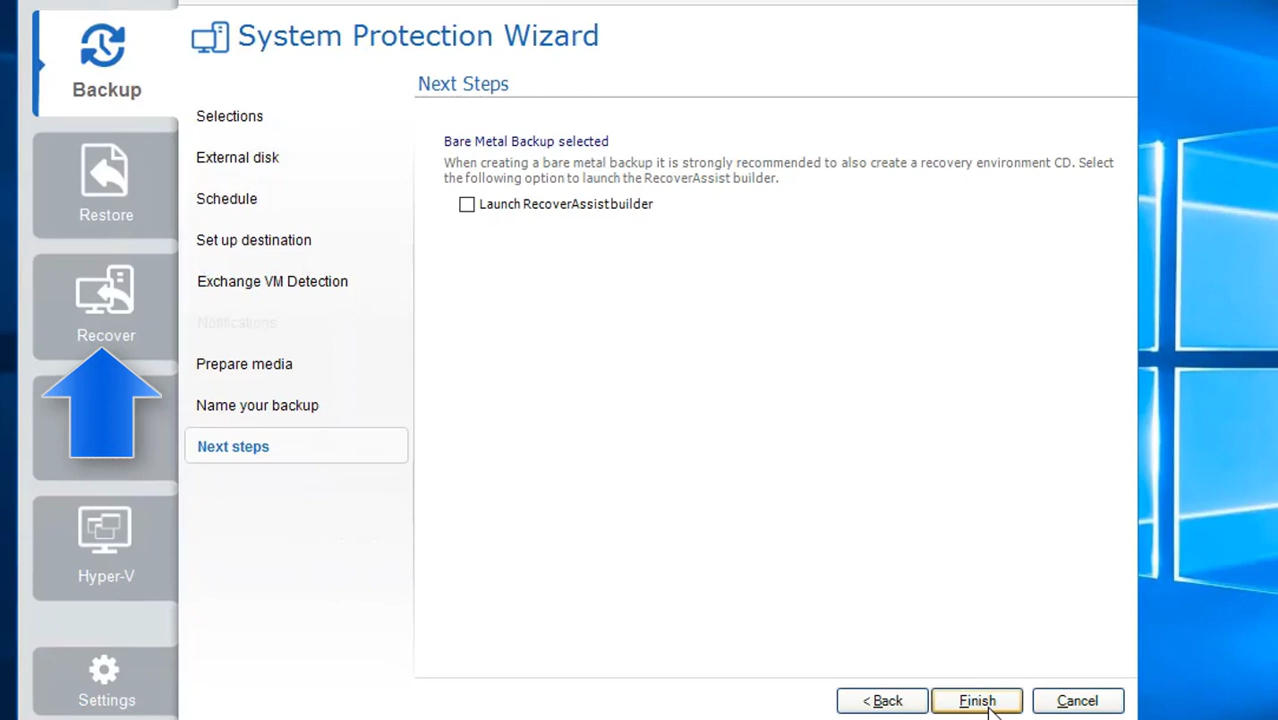 System Protection Wizard
Backup
Restore
Recover
Hyper-V
Settings
Selections
External disk
Schedule
Set up destination
Exchange VM Detection
Notifications
Prepare media
Name your backup
Next steps
Next Steps
Bare Metal Backup selected
When creating a bare metal backup it is strongly recommended to also create a recovery environment CD. Select
the following option to launch the RecoverAssist builder.
Launch RecoverAssist builder
< Back
Finish
Cancel